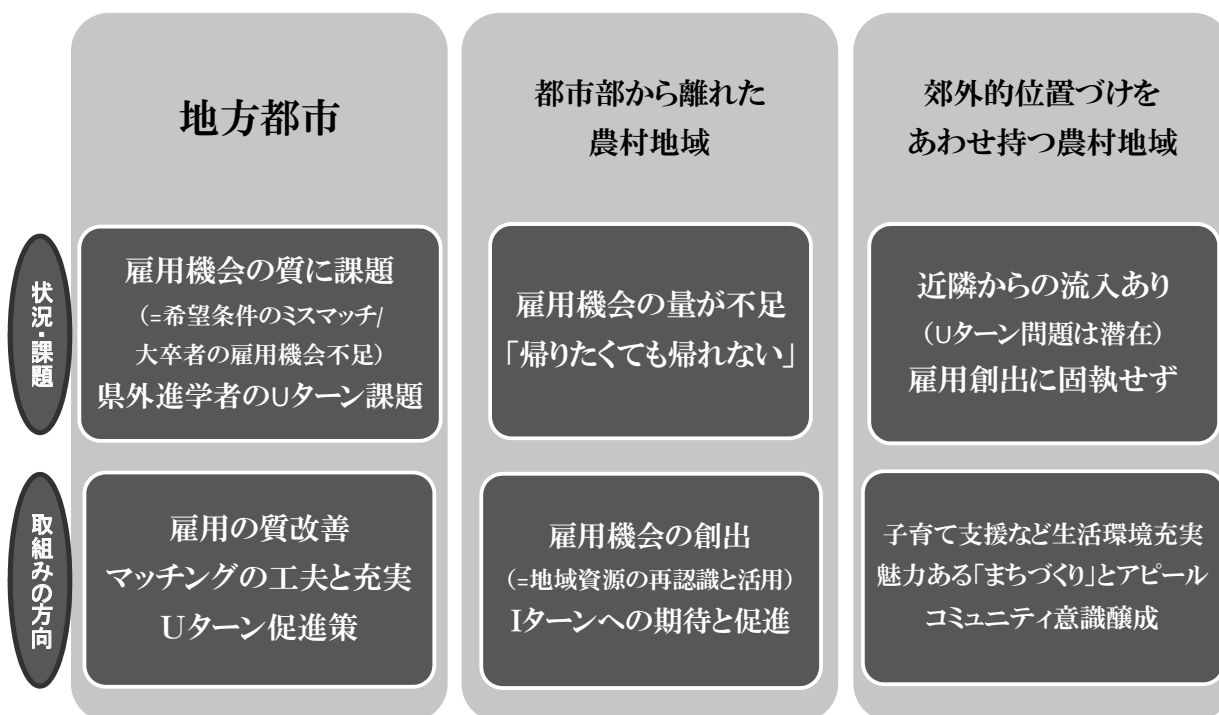 地方都市
都市部から離れた
農村地域
郊外的位置づけを
あわせ持つ農村地域
状況・課題
雇用機会の質に課題
(=希望条件のミスマッチ/
大卒者の雇用機会不足)
県外進学者のUターン課題
雇用機会の量が不足
「帰りたくても帰れない」
近隣からの流入あり
(Uターン問題は潜在)
雇用創出に固執せず
取組みの方向
雇用の質改善
マッチングの工夫と充実
Uターン促進策
雇用機会の創出
(=地域資源の再認識と活用)
Iターンへの期待と促進
子育て支援など生活環境充実
魅力ある「まちづくり」とアピール
コミュニティ意識醸成